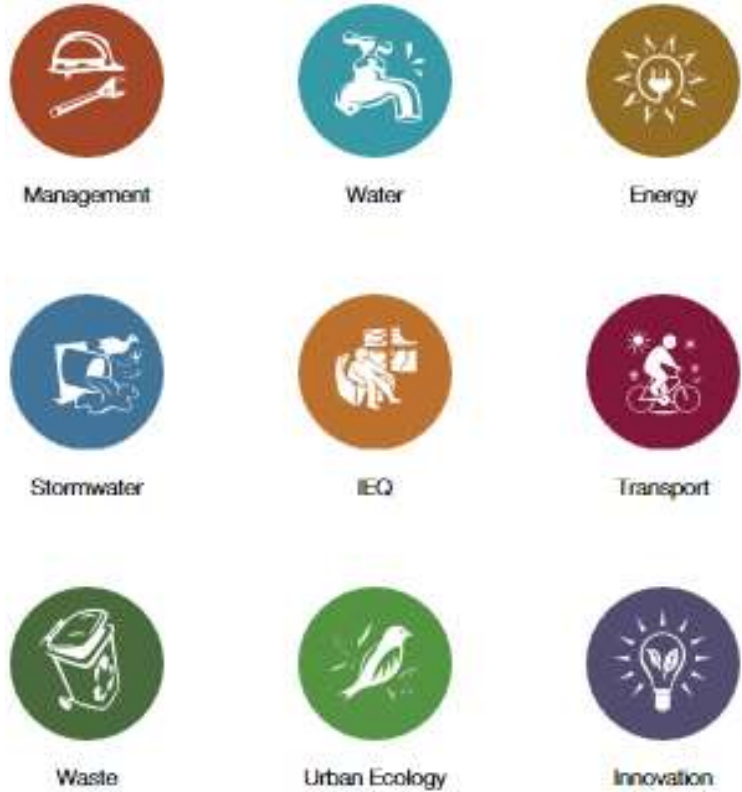 Management
Water
Energy
Stormwater
IEQ
Transport
Waste
Urban Ecology
Innovation